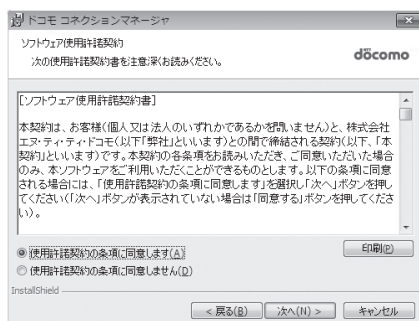 ドコモ コネクションマネージャ
ソフトウェア使用許諾契約
次の使用許諾契約書を注意深くお読みください。
döcomo
[ソフトウェア使用許諾契約書]
本契約は、お客様(個人又は法人のいずれかであるかを問いません)と、株式会社
エヌ・ティ・ティ・ドコモ(以下「弊社」といいます)との間で締結される契約(以下、「本
契約」といいます)です。本契約の各条項をお読みいただき、ご同意いただいた場合
のみ、本ソフトウェアをご利用いただくことができるものとします。以下の条項に同意
される場合には、「使用許諾契約の条項に同意します」を選択し「次へ」ボタンを押し
てください(「次へ」ボタンが表示されていない場合は「同意する」ボタンを押してくださ
い)。
使用許諾契約の条項に同意します(A)
印刷(P)
使用許諾契約の条項に同意しません(D)
InstallShield
< 戻る(B)
次へ(N) >
キャンセル